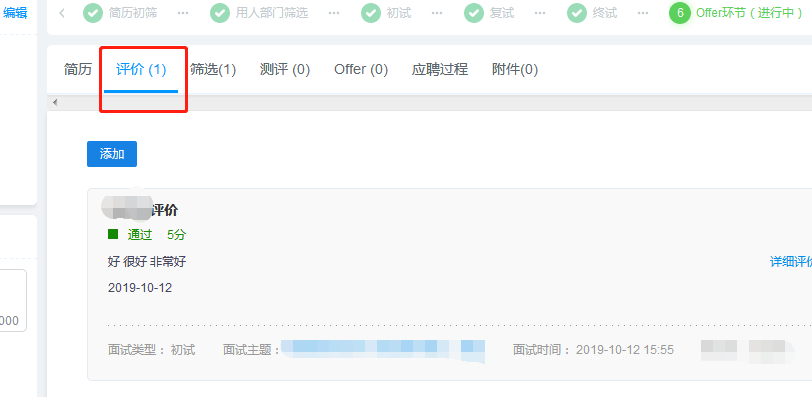 编辑
简历初筛 ··· 用人部门筛选 ··· 初试 ··· 复试 ··· 终试 ··· 6 Offer环节（进行中）
简历 评价 (1) 筛选(1) 测评 (0) Offer (0) 应聘过程 附件(0)
添加
评价
通过 5分
好 很好 非常好
详细评价
2019-10-12
000
面试类型： 初试 面试主题： 面试时间： 2019-10-12 15:55